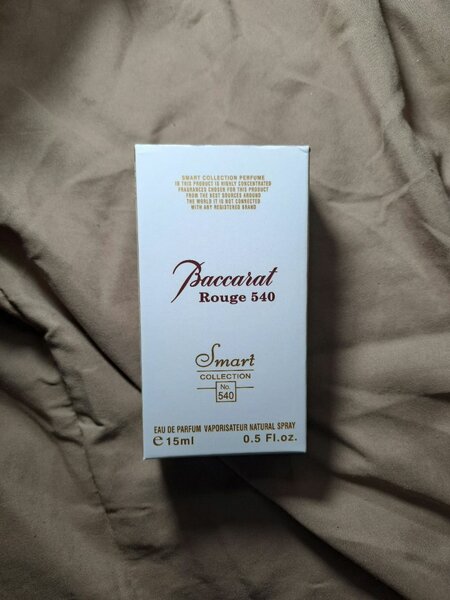 SMART COLLECTION PERFUME
IN THIS PRODUCT IS HIGHLY CONCENTRATED
FRAGRANCES CHOSEN FOR THIS PRODUCT
FROM THE BEST SOURCES AROUND
THE WORLD IT IS NOT CONNECTED
WITH ANY REGISTERED BRAND
Baccarat
Rouge 540
Smart
COLLECTION
No.
540
EAU DE PARFUM VAPORISATEUR NATURAL SPRAY
℮15ml 0.5 Fl.oz.